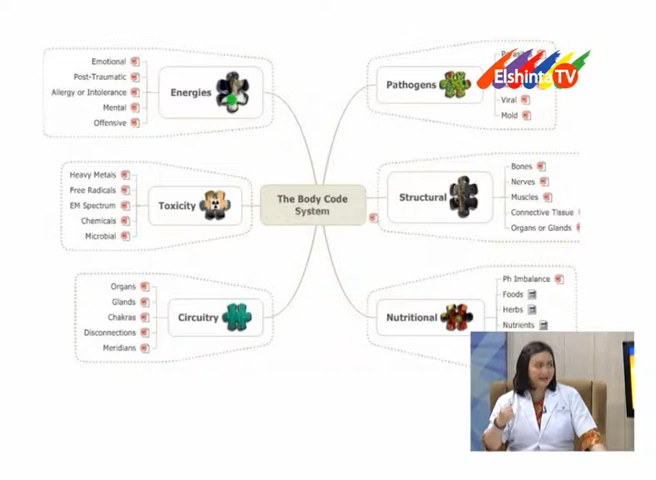 Elshinta TV
Emotional
Post-Traumatic
Allergy or Intolerance
Mental
Offensive
Energies
Heavy Metals
Free Radicals
EM Spectrum
Chemicals
Microbial
Toxicity
Organs
Glands
Chakras
Disconnections
Meridians
Circuitry
The Body Code
System
Pathogens
Viral
Mold
Structural
Bones
Nerves
Muscles
Connective Tissue
Organs or Glands
Nutritional
Ph Imbalance
Foods
Herbs
Nutrients